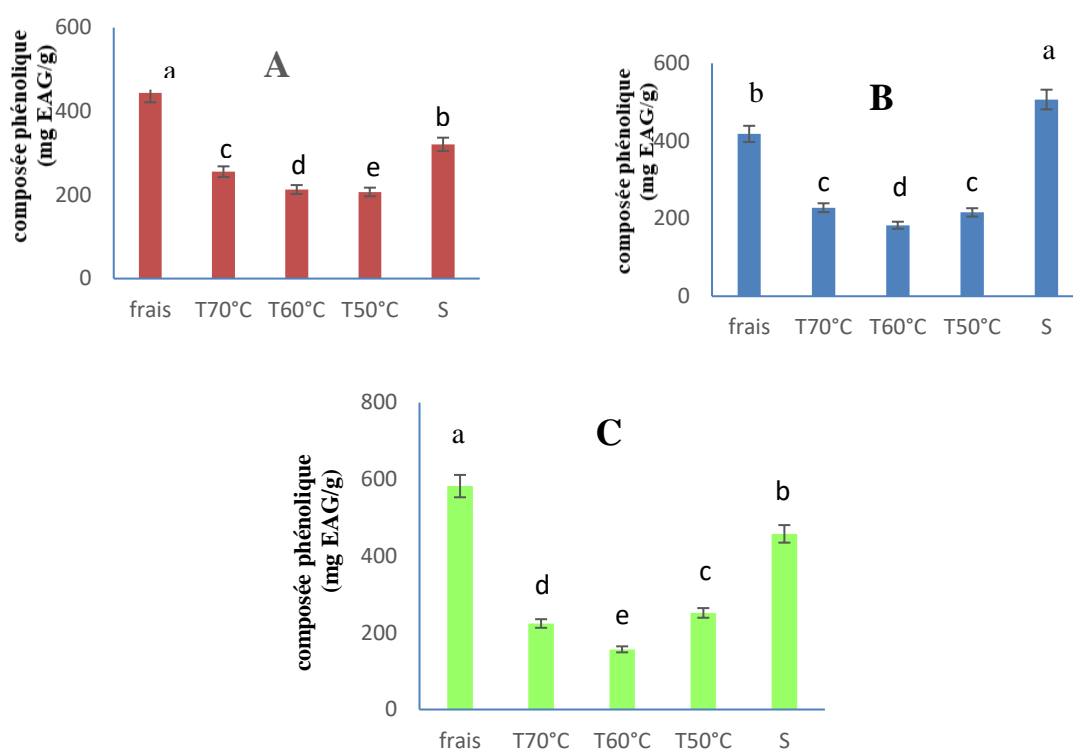 composée phénolique
(mg EAG/g)
600
400
200
0
A
a
c
d
e
b
frais T70°C T60°C T50°C S
composée phénolique
(mg EAG/g)
600
400
200
0
B
b
c
d
c
a
frais T70°C T60°C T50°C S
composée phénolique
(mg EAG/g)
800
600
400
200
0
C
a
d
e
c
b
frais T70°C T60°C T50°C S